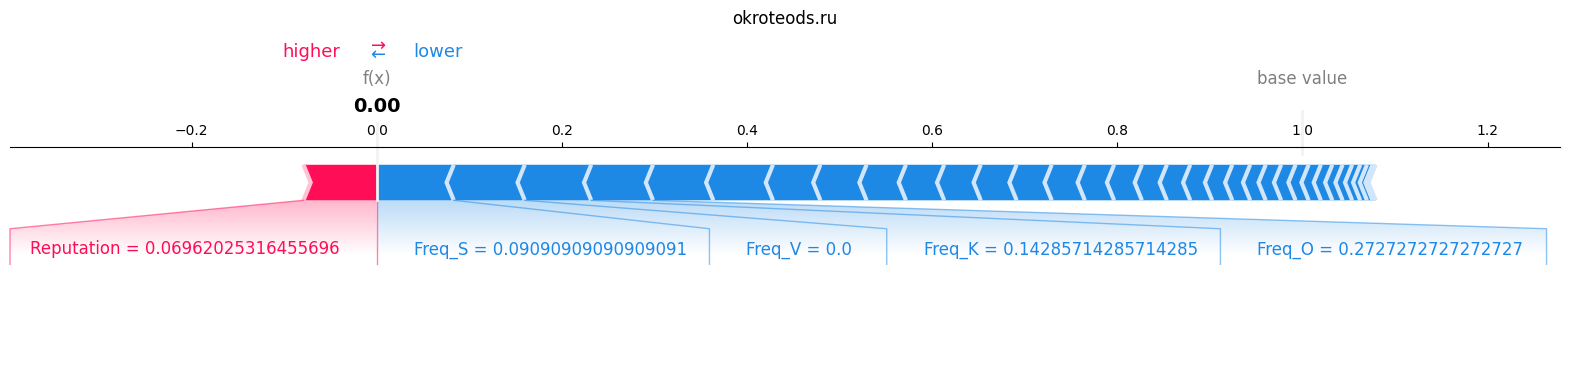 okroteods.ru
higher ⇄ lower
f(x) base value
0.00
−0.2 0.0 0.2 0.4 0.6 0.8 1.0 1.2
Reputation = 0.06962025316455696 Freq_S = 0.09090909090909091 Freq_V = 0.0 Freq_K = 0.14285714285714285 Freq_O = 0.2727272727272727